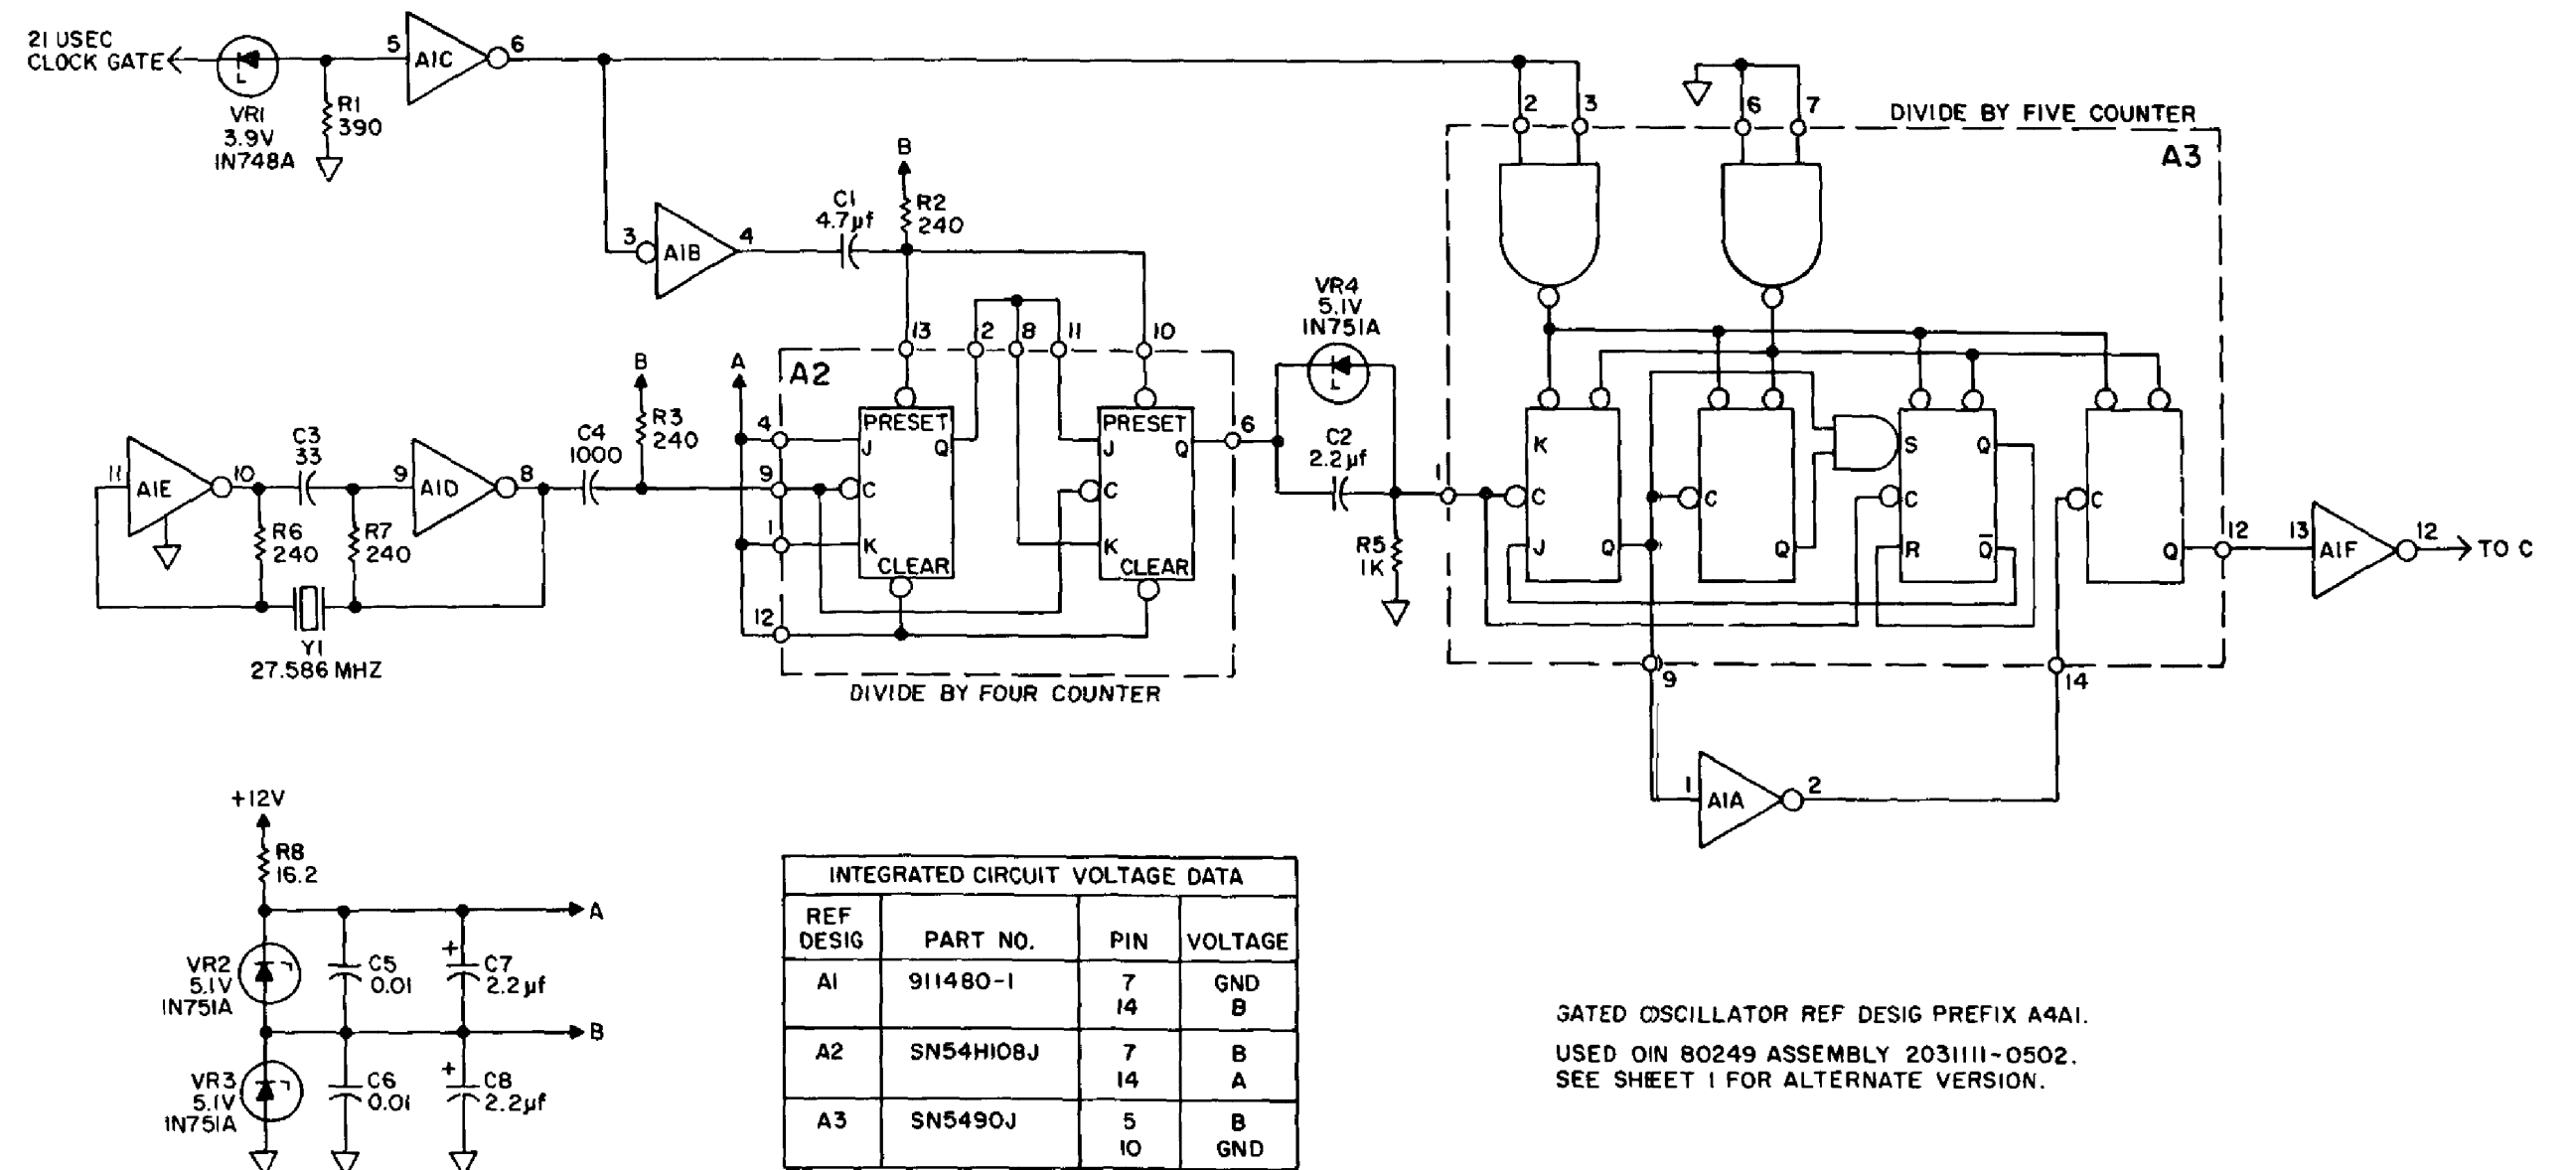 21 USEC
CLOCK GATE
VR1
3.9V
1N748A
R1
390
5
A1C
6
3
A1B
4
C1
4.7µf
B
R2
240
13
2
8
11
10
A2
PRESET
J
Q
C
K
CLEAR
PRESET
J
Q
C
K
CLEAR
4
9
1
12
A
DIVIDE BY FOUR COUNTER
11
A1E
10
C3
33
9
A1D
8
C4
1000
B
R3
240
R6
240
R7
240
Y1
27.586 MHZ
6
VR4
5.1V
1N751A
C2
2.2µf
R5
1K
1
2
3
6
7
DIVIDE BY FIVE COUNTER
A3
K
C
J
Q
C
Q
S
Q
C
R
Q̅
C
Q
12
13
A1F
12
TO C
9
14
1
A1A
2
+12V
R8
16.2
A
VR2
5.1V
1N751A
C5
0.01
+
C7
2.2µf
B
VR3
5.1V
1N751A
C6
0.01
+
C8
2.2µf
INTEGRATED CIRCUIT VOLTAGE DATA
REF DESIG PART NO. PIN VOLTAGE
A1 911480-1 7 GND
14 B
A2 SN54H108J 7 B
14 A
A3 SN5490J 5 B
10 GND
GATED OSCILLATOR REF DESIG PREFIX A4A1.
USED OIN 80249 ASSEMBLY 2031111-0502.
SEE SHEET 1 FOR ALTERNATE VERSION.